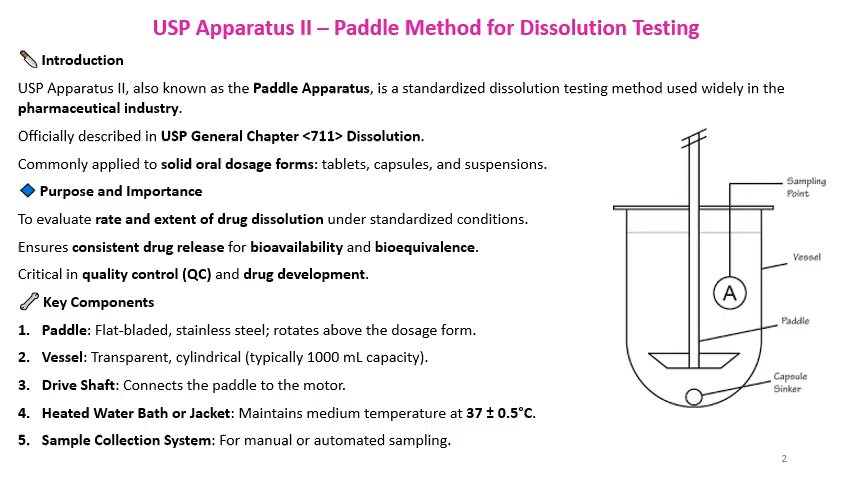 USP Apparatus II – Paddle Method for Dissolution Testing
Introduction
USP Apparatus II, also known as the Paddle Apparatus, is a standardized dissolution testing method used widely in the
pharmaceutical industry.
Officially described in USP General Chapter <711> Dissolution.
Commonly applied to solid oral dosage forms: tablets, capsules, and suspensions.
Purpose and Importance
To evaluate rate and extent of drug dissolution under standardized conditions.
Ensures consistent drug release for bioavailability and bioequivalence.
Critical in quality control (QC) and drug development.
Key Components
1. Paddle: Flat-bladed, stainless steel; rotates above the dosage form.
2. Vessel: Transparent, cylindrical (typically 1000 mL capacity).
3. Drive Shaft: Connects the paddle to the motor.
4. Heated Water Bath or Jacket: Maintains medium temperature at 37 ± 0.5°C.
5. Sample Collection System: For manual or automated sampling.
Sampling
Point
Vessel
A
Paddle
Capsule
Sinker
2